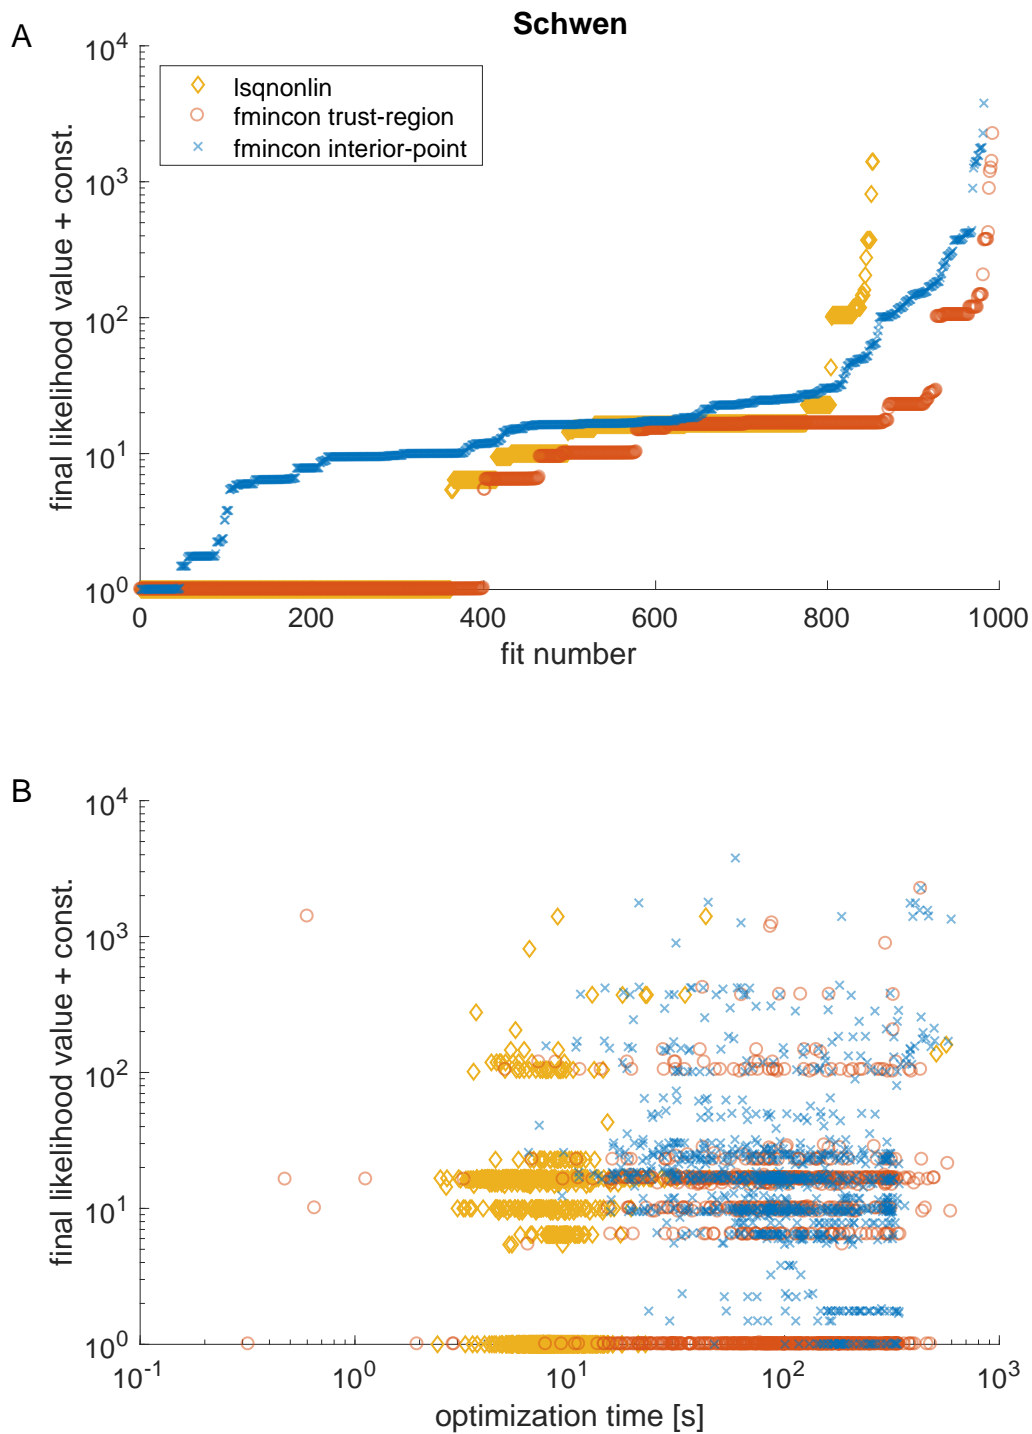 Schwen
A
10^4
10^3
10^2
10^1
10^0
final likelihood value + const.
lsqnonlin
fmincon trust-region
fmincon interior-point
0 200 400 600 800 1000
fit number
B
10^4
10^3
10^2
10^1
10^0
final likelihood value + const.
10^-1 10^0 10^1 10^2 10^3
optimization time [s]